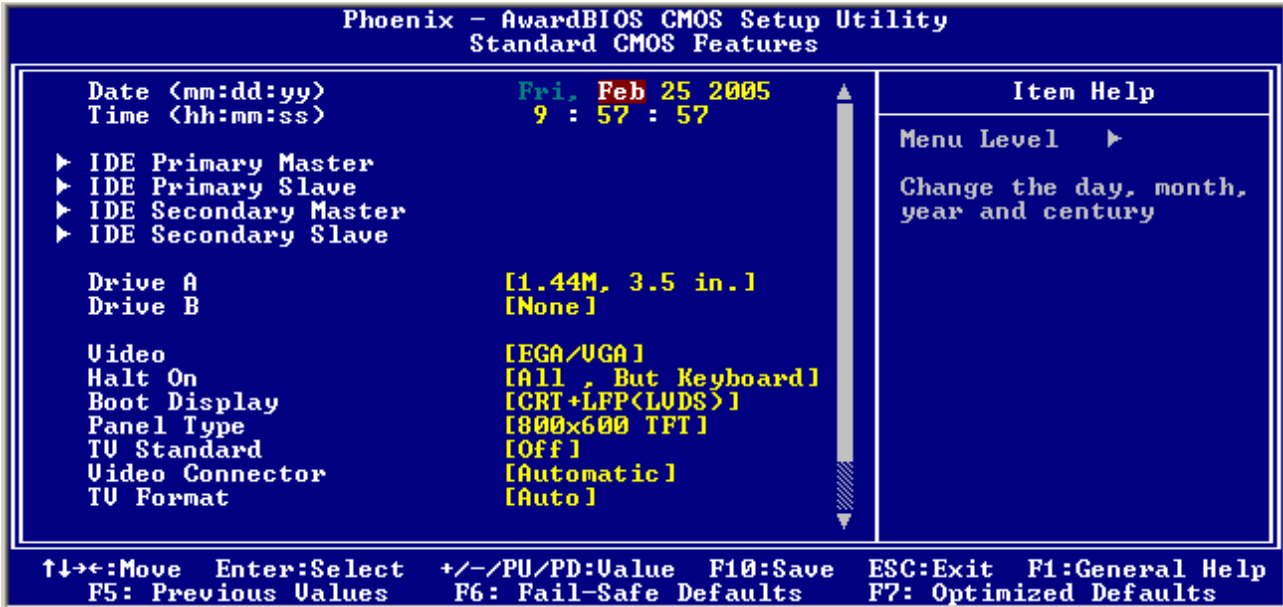 Phoenix - AwardBIOS CMOS Setup Utility
Standard CMOS Features
Date (mm:dd:yy) Fri, Feb 25 2005
Time (hh:mm:ss) 9 : 57 : 57
► IDE Primary Master
► IDE Primary Slave
► IDE Secondary Master
► IDE Secondary Slave
Drive A [1.44M, 3.5 in.]
Drive B [None]
Video [EGA/VGA]
Halt On [All , But Keyboard]
Boot Display [CRT+LFP(LVDS)]
Panel Type [800x600 TFT]
TV Standard [Off]
Video Connector [Automatic]
TV Format [Auto]
Item Help
Menu Level ►
Change the day, month,
year and century
↑↓→←:Move Enter:Select +/-/PU/PD:Value F10:Save ESC:Exit F1:General Help
F5: Previous Values F6: Fail-Safe Defaults F7: Optimized Defaults